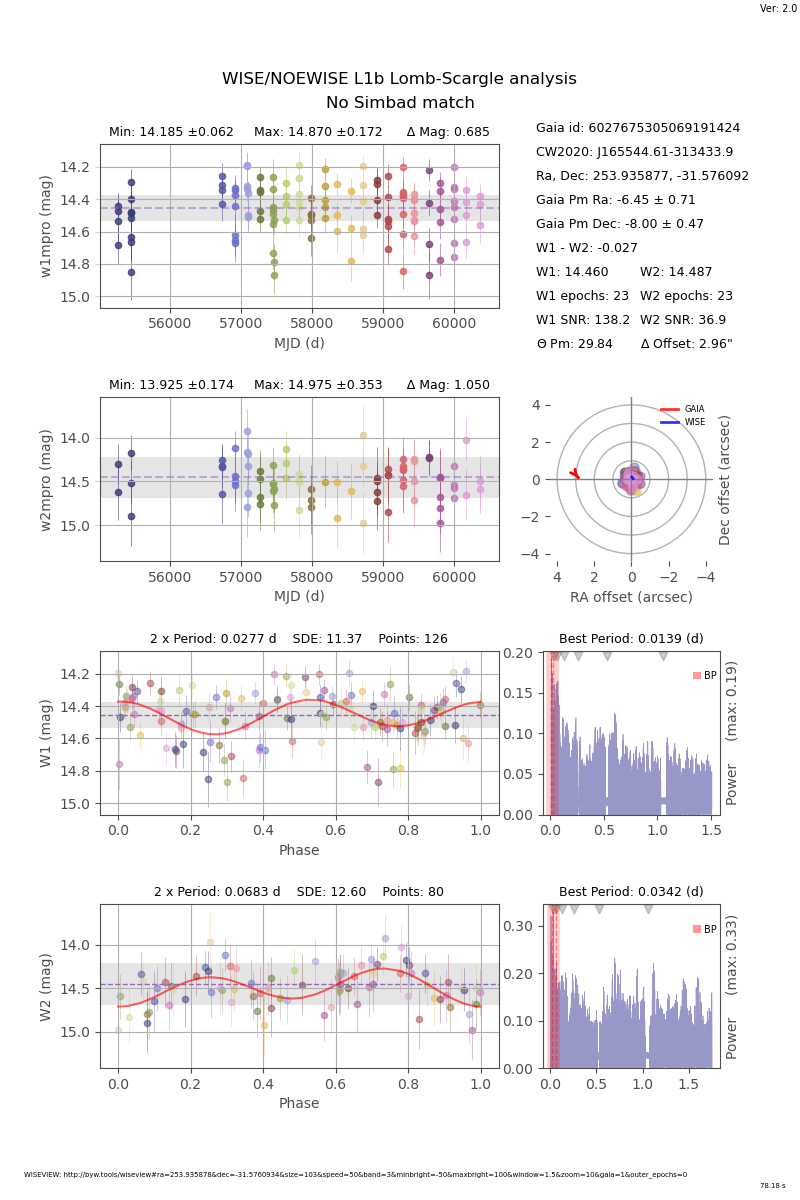 Ver: 2.0
WISE/NOEWISE L1b Lomb-Scargle analysis
No Simbad match
Min: 14.185 ±0.062 Max: 14.870 ±0.172 Δ Mag: 0.685
14.2
14.4
14.6
14.8
15.0
w1mpro (mag)
56000 57000 58000 59000 60000
MJD (d)
Gaia id: 6027675305069191424
CW2020: J165544.61-313433.9
Ra, Dec: 253.935877, -31.576092
Gaia Pm Ra: -6.45 ± 0.71
Gaia Pm Dec: -8.00 ± 0.47
W1 - W2: -0.027
W1: 14.460 W2: 14.487
W1 epochs: 23 W2 epochs: 23
W1 SNR: 138.2 W2 SNR: 36.9
Θ Pm: 29.84 Δ Offset: 2.96"
Min: 13.925 ±0.174 Max: 14.975 ±0.353 Δ Mag: 1.050
14.0
14.5
15.0
w2mpro (mag)
56000 57000 58000 59000 60000
MJD (d)
GAIA
WISE
4
2
0
−2
−4
4 2 0 −2 −4
RA offset (arcsec)
Dec offset (arcsec)
2 x Period: 0.0277 d SDE: 11.37 Points: 126
14.2
14.4
14.6
14.8
15.0
W1 (mag)
0.0 0.2 0.4 0.6 0.8 1.0
Phase
Best Period: 0.0139 (d)
BP
0.20
0.15
0.10
0.05
0.00
0.0 0.5 1.0 1.5
Power (max: 0.19)
2 x Period: 0.0683 d SDE: 12.60 Points: 80
14.0
14.5
15.0
W2 (mag)
0.0 0.2 0.4 0.6 0.8 1.0
Phase
Best Period: 0.0342 (d)
BP
0.30
0.20
0.10
0.00
0.0 0.5 1.0 1.5
Power (max: 0.33)
WISEVIEW: http://byw.tools/wiseview#ra=253.935878&dec=-31.5760934&size=103&speed=50&band=3&minbright=-50&maxbright=100&window=1.5&zoom=10&gaia=1&outer_epochs=0
78.18 s